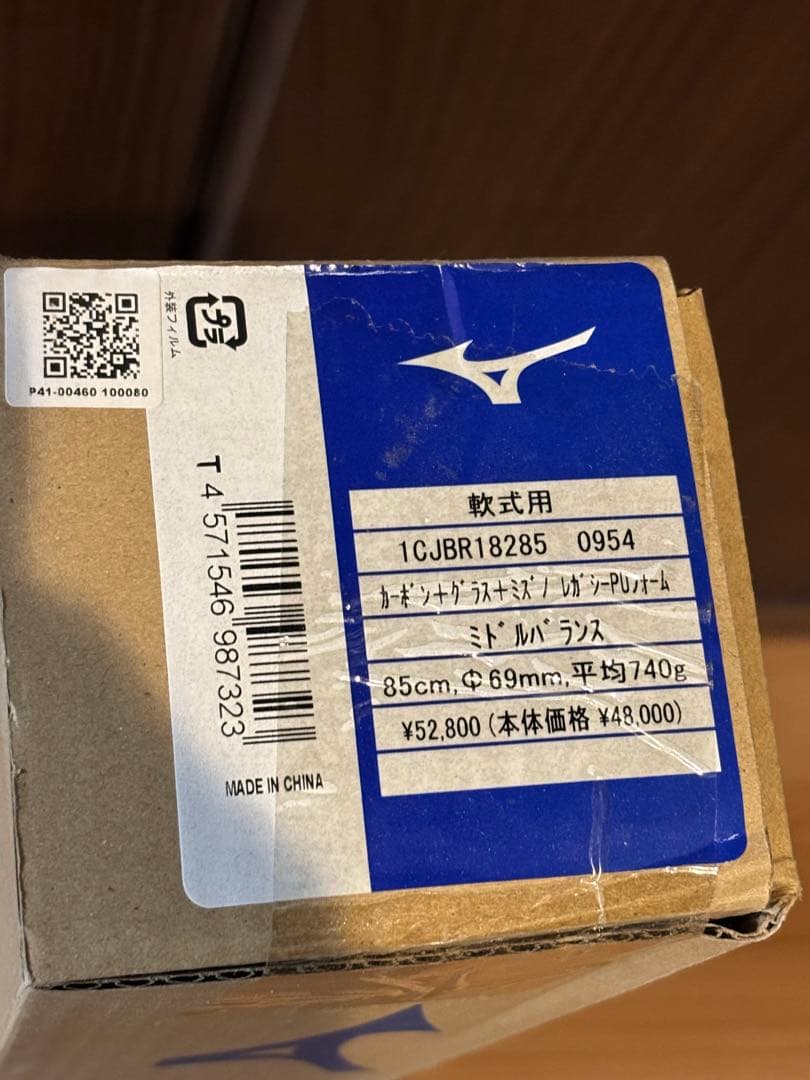 P41-00460 100080
外装フィルム
プラ
T 4 571546 987323
MADE IN CHINA
軟式用
1CJBR18285 0954
ｶｰﾎﾞﾝ+ｸﾞﾗｽ+ﾐｽﾞﾉ ﾚｶﾞｼｰPUﾌｫｰﾑ
ﾐﾄﾞﾙﾊﾞﾗﾝｽ
85cm,Φ69mm,平均740g
¥52,800(本体価格 ¥48,000)